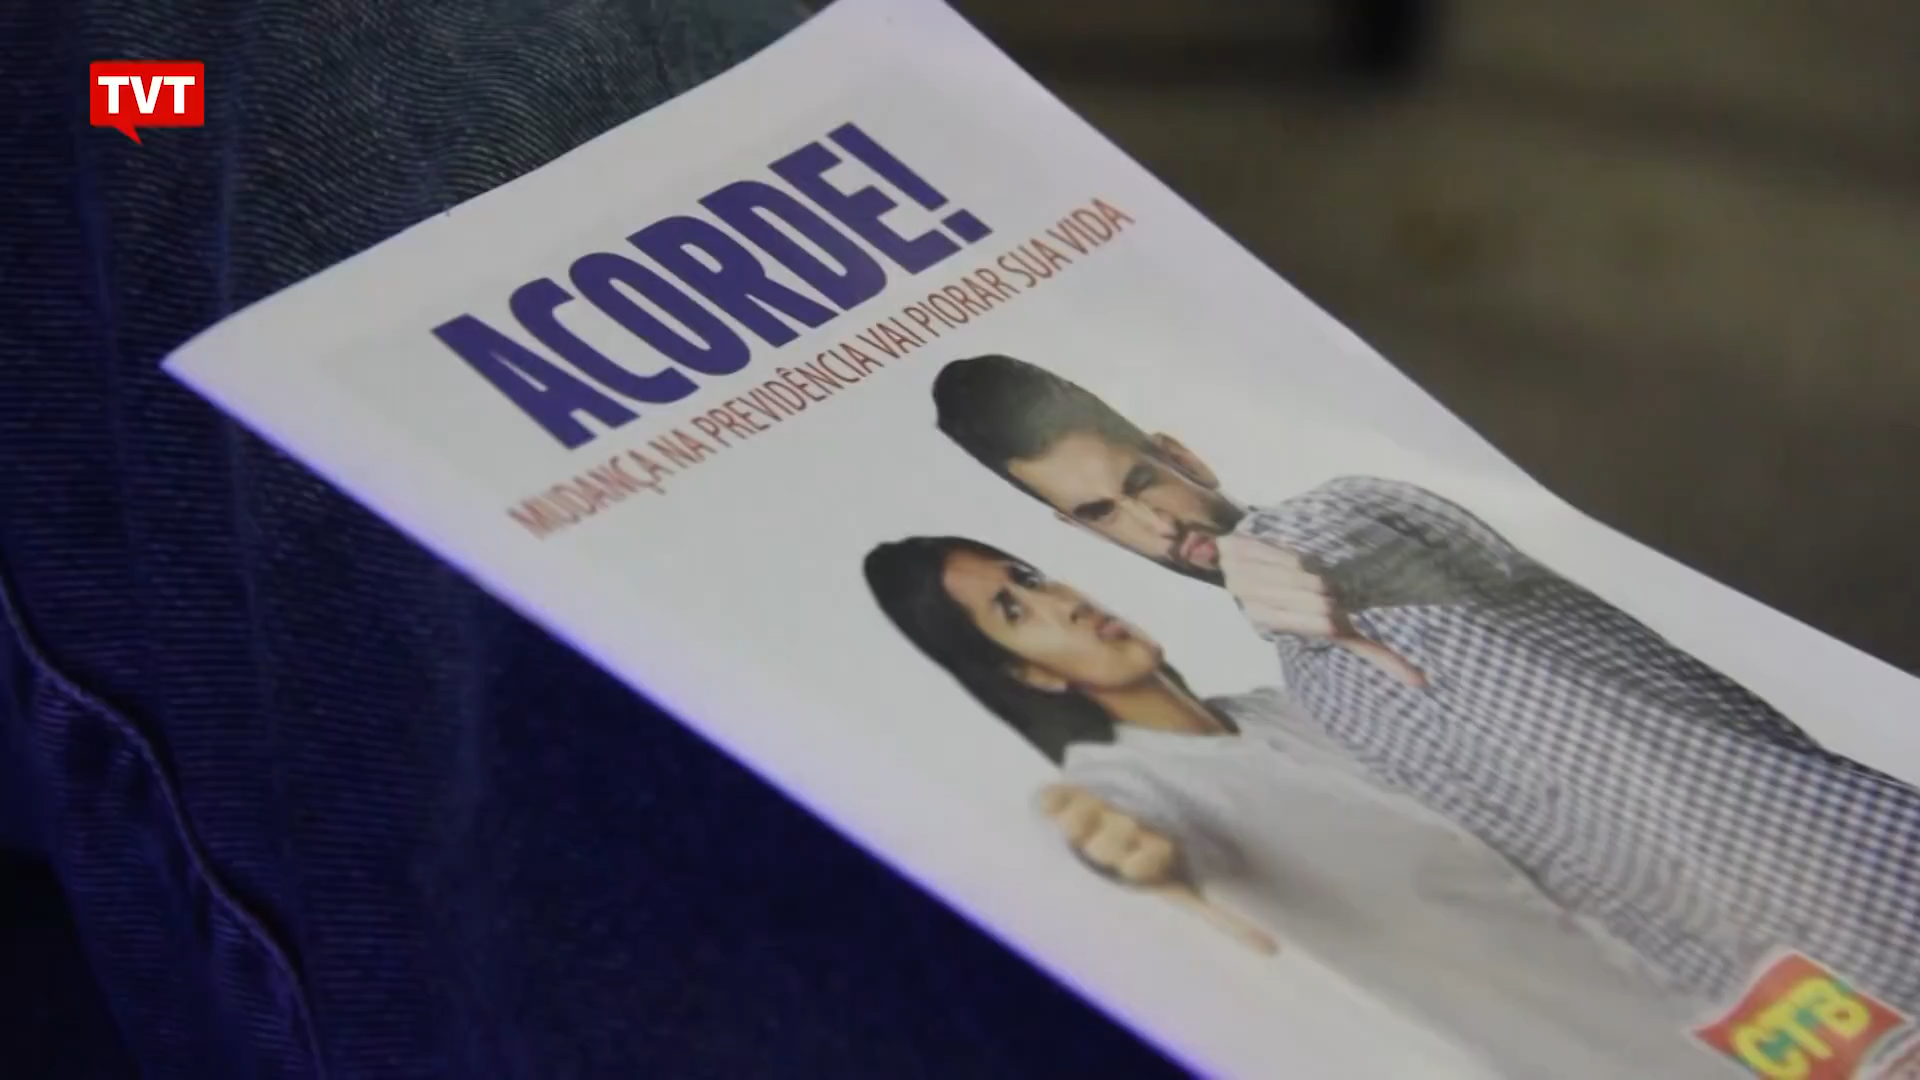 TVT
ACORDE!
MUDANÇA NA PREVIDÊNCIA VAI PIORAR SUA VIDA
CTB